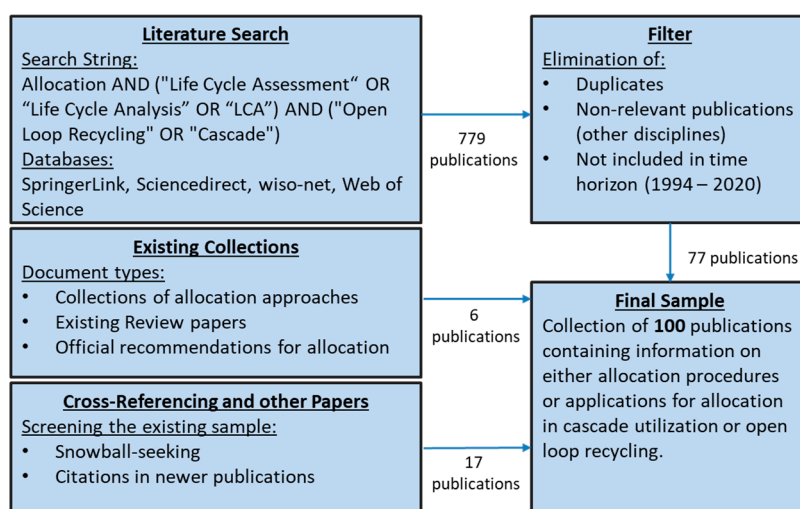 Literature Search
Search String:
Allocation AND ("Life Cycle Assessment“ OR
“Life Cycle Analysis” OR “LCA”) AND ("Open
Loop Recycling" OR "Cascade")
Databases:
SpringerLink, Sciencedirect, wiso-net, Web of
Science
779
publications
Filter
Elimination of:
• Duplicates
• Non-relevant publications
(other disciplines)
• Not included in time
horizon (1994 – 2020)
77 publications
Existing Collections
Document types:
• Collections of allocation approaches
• Existing Review papers
• Official recommendations for allocation
6
publications
Cross-Referencing and other Papers
Screening the existing sample:
• Snowball-seeking
• Citations in newer publications
17
publications
Final Sample
Collection of 100 publications
containing information on
either allocation procedures
or applications for allocation
in cascade utilization or open
loop recycling.